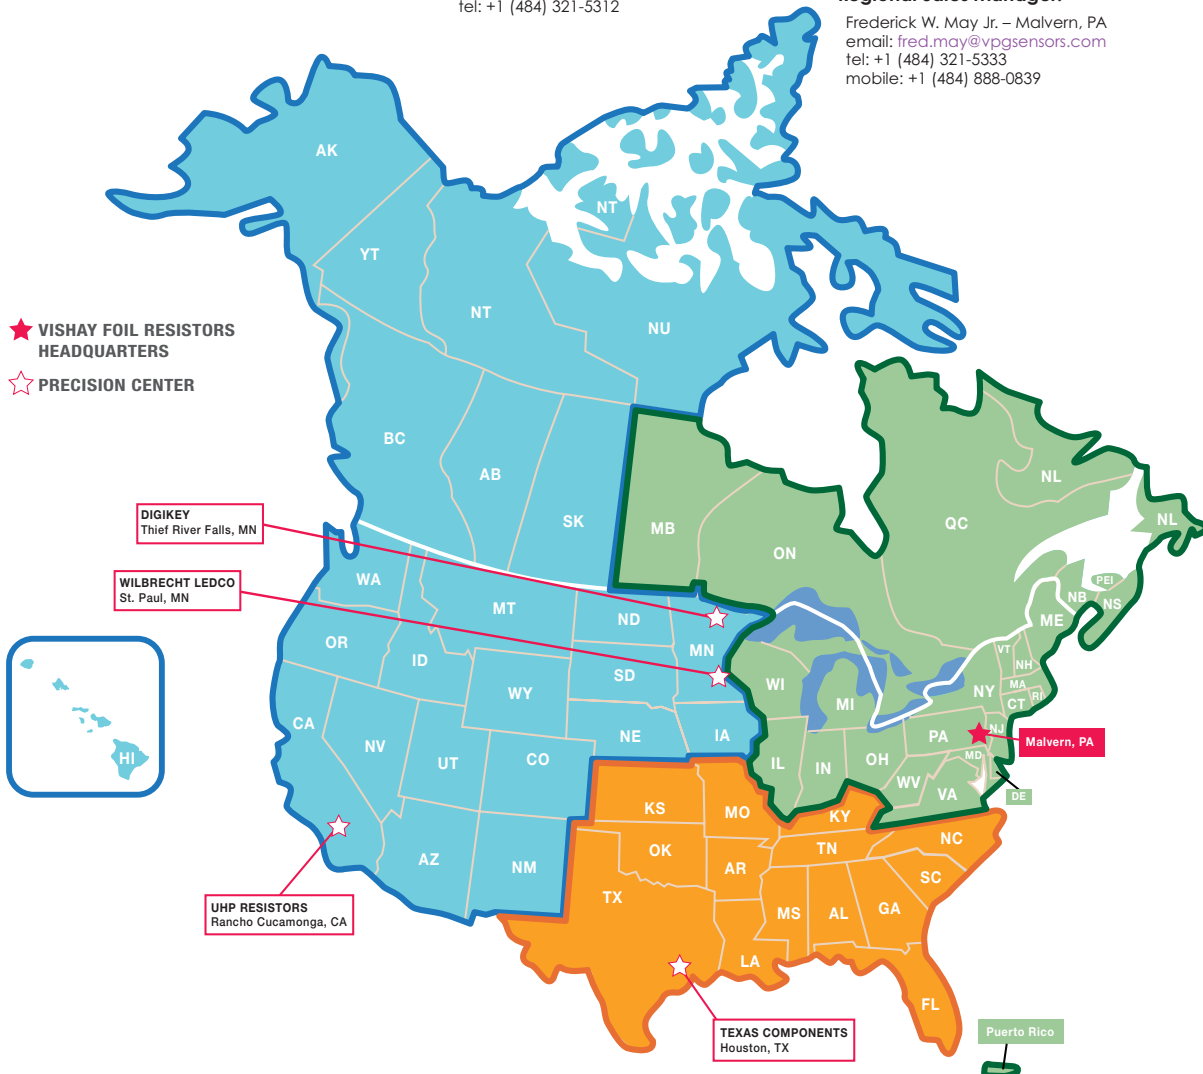 tel: +1 (484) 321-5312
Regional Sales Manager:
Frederick W. May Jr. – Malvern, PA
email: fred.may@vpgsensors.com
tel: +1 (484) 321-5333
mobile: +1 (484) 888-0839
AK
NT
YT
NT
NU
VISHAY FOIL RESISTORS
HEADQUARTERS
PRECISION CENTER
BC
AB
SK
MB
ON
QC
NL
NL
PEI
NB
NS
ME
DIGIKEY
Thief River Falls, MN
WILBRECHT LEDCO
St. Paul, MN
WA
MT
ND
MN
OR
ID
SD
WY
WI
MI
VT
NH
MA
NY
CT
RI
CA
NV
UT
CO
NE
IA
IL
IN
OH
PA
NJ
Malvern, PA
MD
WV
VA
DE
HI
KS
MO
KY
AZ
NM
OK
AR
TN
NC
SC
TX
MS
AL
GA
LA
FL
UHP RESISTORS
Rancho Cucamonga, CA
TEXAS COMPONENTS
Houston, TX
Puerto Rico